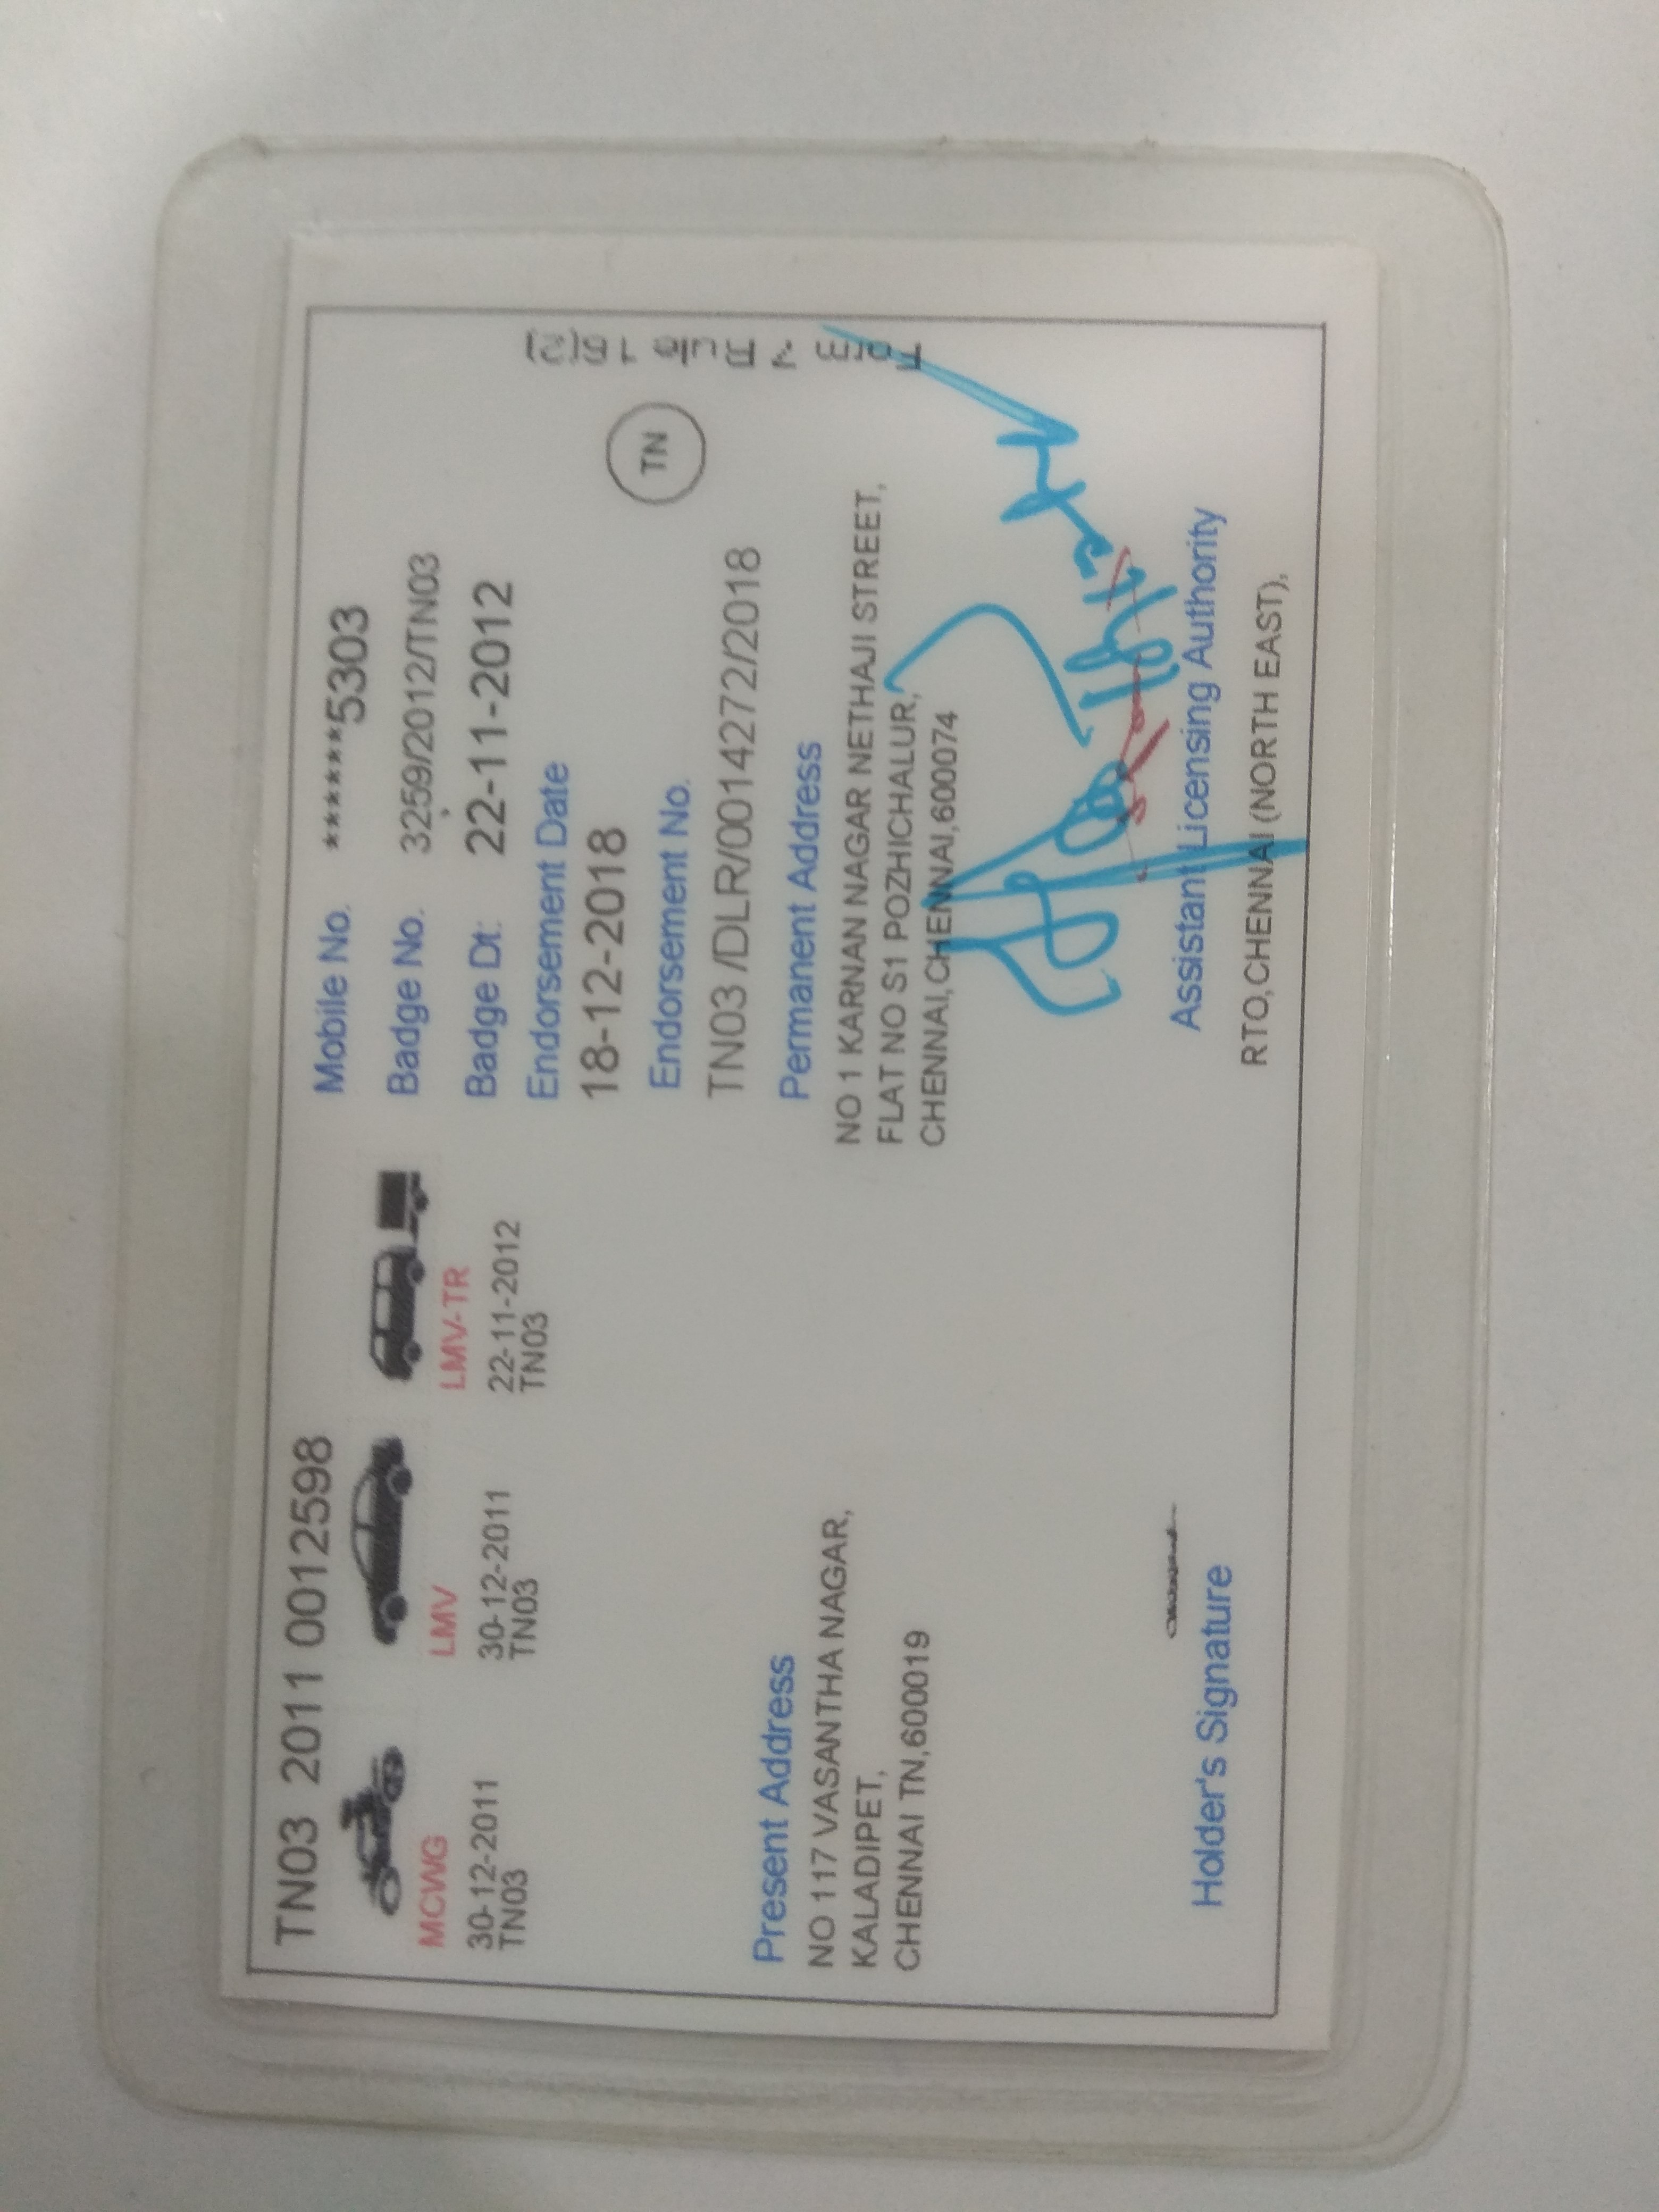 TN03 2011 0012598
MCWG
30-12-2011
TN03
LMV
30-12-2011
TN03
LMV-TR
22-11-2012
TN03
Mobile No. ******5303
Badge No. 3259/2012/TN03
Badge Dt: 22-11-2012
Endorsement Date
18-12-2018
Endorsement No.
TN03 /DLR/0014272/2018
TN
Form 7 Rule 16(2)
Present Address
NO 117 VASANTHA NAGAR,
KALADIPET,
CHENNAI TN,600019
Permanent Address
NO 1 KARNAN NAGAR NETHAJI STREET,
FLAT NO S1 POZHICHALUR,
CHENNAI,CHENNAI,600074
Holder's Signature
Assistant Licensing Authority
RTO,CHENNAI (NORTH EAST),